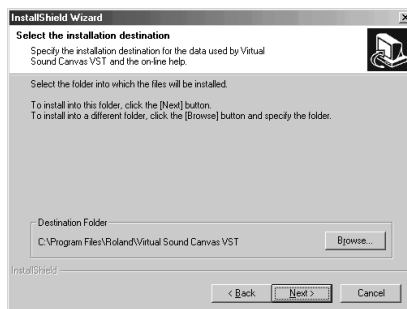 InstallShield Wizard
Select the installation destination
Specify the installation destination for the data used by Virtual
Sound Canvas VST and the on-line help.
Select the folder into which the files will be installed.
To install into this folder, click the [Next] button.
To install into a different folder, click the [Browse] button and specify the folder.
Destination Folder
C:\Program Files\Roland\Virtual Sound Canvas VST
Browse...
InstallShield
< Back
Next >
Cancel